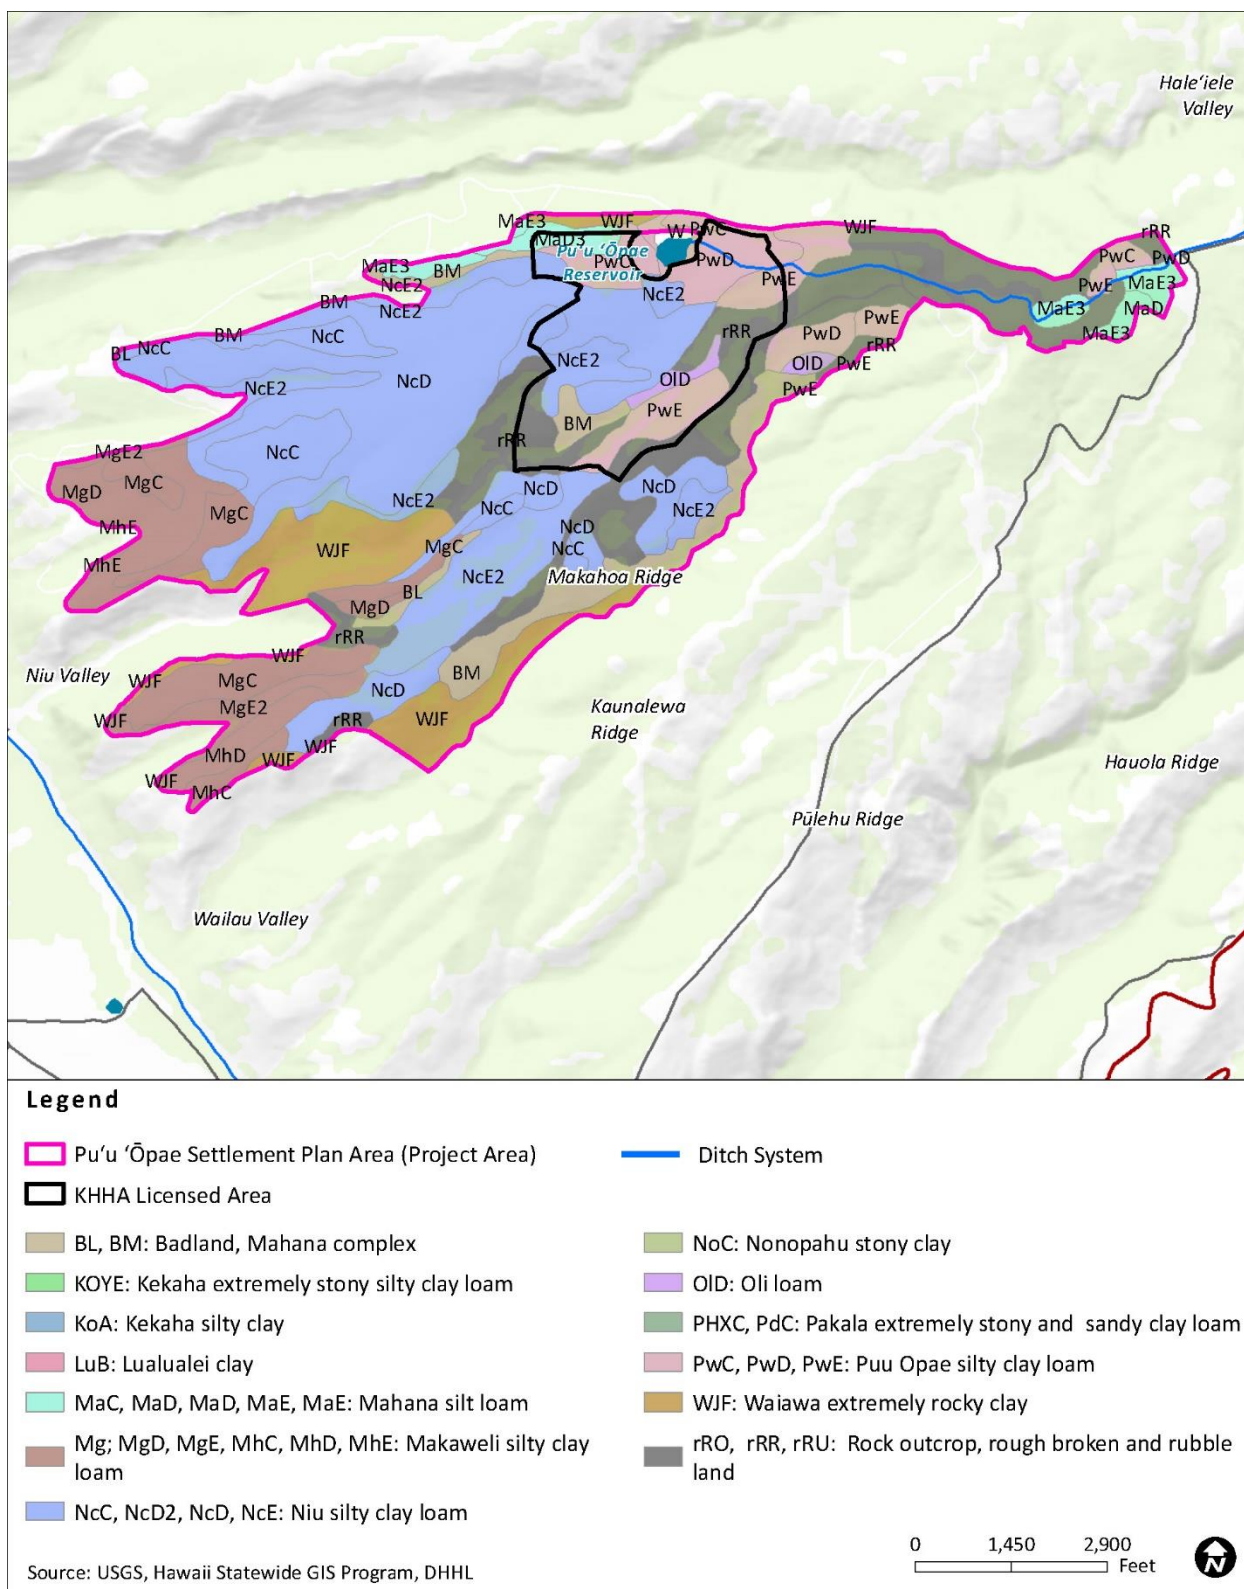 Hale‘iele
Valley
MaE3
WJF
W
PwC
WJF
rRR
MaD3
Pu‘u ‘Ōpae
Reservoir
PwC
PwD
PwC
PwD
MaE3
BM
NcE2
PwE
PwE
MaE3
NcE2
MaE3
MaD
BM
NcE2
MaE3
BM
NcC
PwE
PwD
rRR
rRR
BL
NcC
NcE2
OlD
PwE
NcE2
NcD
OlD
PwE
PwE
BM
MgE2
NcC
rRR
MgD
MgC
NcD
NcD
NcE2
NcC
NcE2
MgC
MhE
NcD
WJF
MgC
NcC
MhE
NcE2
Makahoa Ridge
BL
MgD
rRR
WJF
Niu Valley
WJF
MgC
BM
NcD
MgE2
Kaunalewa
Ridge
WJF
rRR
WJF
WJF
MhD
WJF
Hauola Ridge
WJF
MhC
Pūlehu Ridge
Wailau Valley
Legend
Pu‘u ‘Ōpae Settlement Plan Area (Project Area)
Ditch System
KHHA Licensed Area
BL, BM: Badland, Mahana complex
KOYE: Kekaha extremely stony silty clay loam
KoA: Kekaha silty clay
LuB: Lualualei clay
MaC, MaD, MaD, MaE, MaE: Mahana silt loam
Mg; MgD, MgE, MhC, MhD, MhE: Makaweli silty clay
loam
NcC, NcD2, NcD, NcE: Niu silty clay loam
NoC: Nonopahu stony clay
OlD: Oli loam
PHXC, PdC: Pakala extremely stony and sandy clay loam
PwC, PwD, PwE: Puu Opae silty clay loam
WJF: Waiawa extremely rocky clay
rRO, rRR, rRU: Rock outcrop, rough broken and rubble
land
0 1,450 2,900
Feet
N
Source: USGS, Hawaii Statewide GIS Program, DHHL